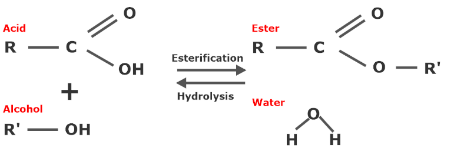 Acid
O
R — C
OH
+
Alcohol
R' — OH
Esterification
Hydrolysis
Ester
O
R — C
O — R'
Water
O
H H